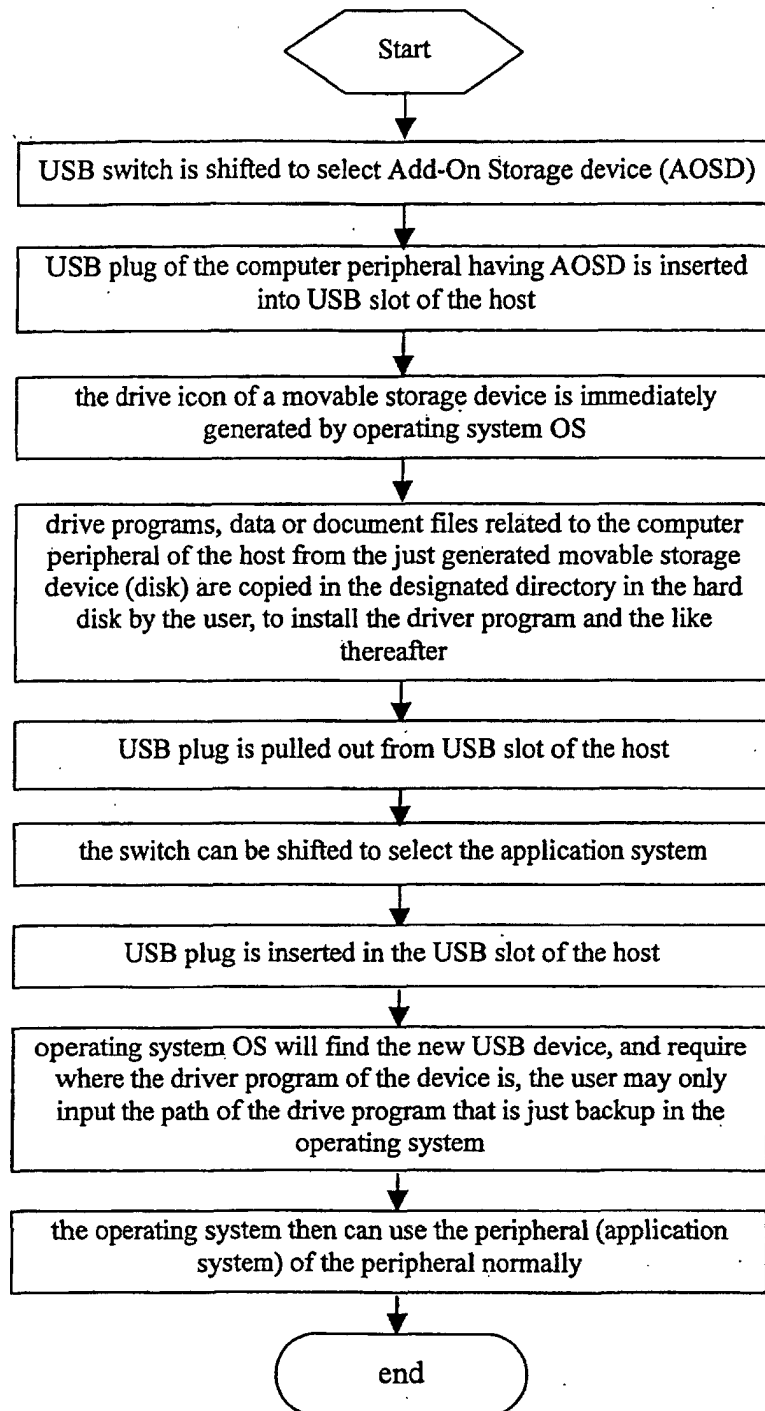 Start
USB switch is shifted to select Add-On Storage device (AOSD)
USB plug of the computer peripheral having AOSD is inserted
into USB slot of the host
the drive icon of a movable storage device is immediately
generated by operating system OS
drive programs, data or document files related to the computer
peripheral of the host from the just generated movable storage
device (disk) are copied in the designated directory in the hard
disk by the user, to install the driver program and the like
thereafter
USB plug is pulled out from USB slot of the host
the switch can be shifted to select the application system
USB plug is inserted in the USB slot of the host
operating system OS will find the new USB device, and require
where the driver program of the device is, the user may only
input the path of the drive program that is just backup in the
operating system
the operating system then can use the peripheral (application
system) of the peripheral normally
end